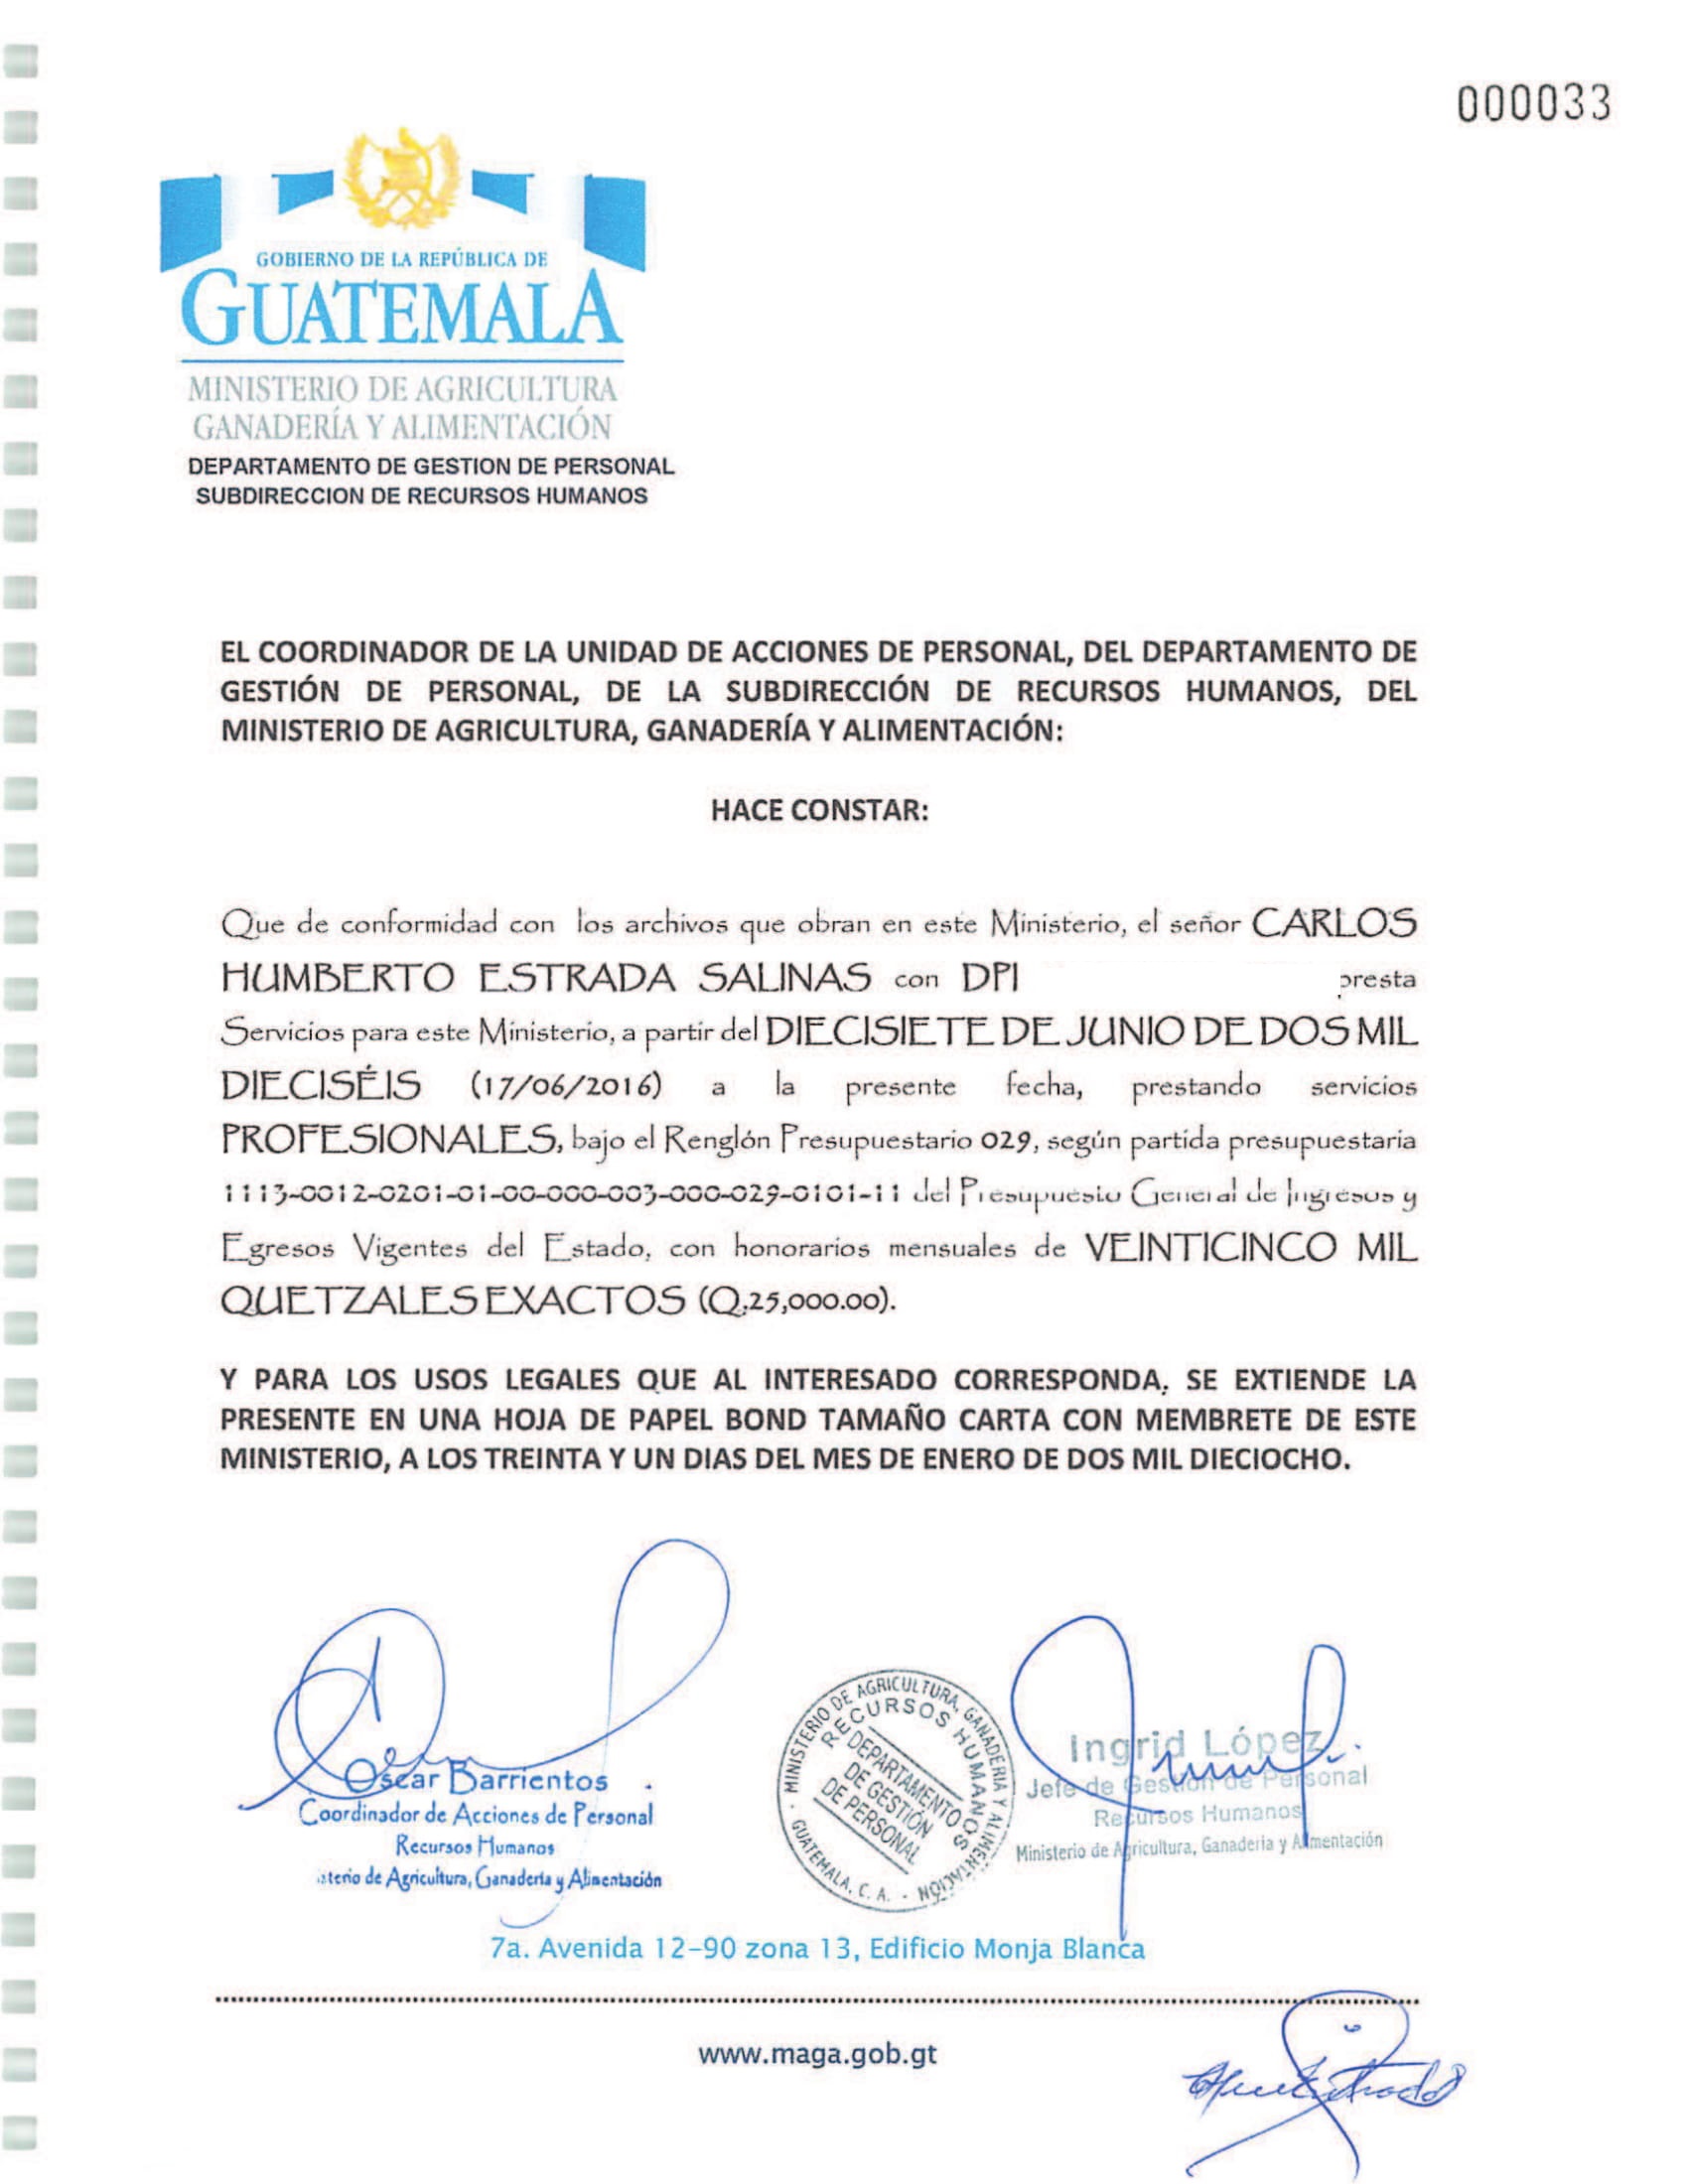 000033
GOBIERNO DE LA REPÚBLICA DE
GUATEMALA
MINISTERIO DE AGRICULTURA
GANADERÍA Y ALIMENTACIÓN
DEPARTAMENTO DE GESTION DE PERSONAL
SUBDIRECCION DE RECURSOS HUMANOS
EL COORDINADOR DE LA UNIDAD DE ACCIONES DE PERSONAL, DEL DEPARTAMENTO DE
GESTIÓN DE PERSONAL, DE LA SUBDIRECCIÓN DE RECURSOS HUMANOS, DEL
MINISTERIO DE AGRICULTURA, GANADERÍA Y ALIMENTACIÓN:
HACE CONSTAR:
Que de conformidad con los archivos que obran en este Ministerio, el señor CARLOS
HUMBERTO ESTRADA SALINAS con DPI presta
Servicios para este Ministerio, a partir del DIECISIETE DE JUNIO DE DOS MIL
DIECISÉIS (17/06/2016) a la presente fecha, prestando servicios
PROFESIONALES, bajo el Renglón Presupuestario 029, según partida presupuestaria
1113-0012-0201-01-00-000-003-000-029-0101-11 del Presupuesto General de Ingresos y
Egresos Vigentes del Estado, con honorarios mensuales de VEINTICINCO MIL
QUETZALES EXACTOS (Q.25,000.00).
Y PARA LOS USOS LEGALES QUE AL INTERESADO CORRESPONDA, SE EXTIENDE LA
PRESENTE EN UNA HOJA DE PAPEL BOND TAMAÑO CARTA CON MEMBRETE DE ESTE
MINISTERIO, A LOS TREINTA Y UN DIAS DEL MES DE ENERO DE DOS MIL DIECIOCHO.
Oscar Barrientos
Coordinador de Acciones de Personal
Recursos Humanos
de Agricultura, Ganadería y Alimentación
MINISTERIO DE AGRICULTURA, GANADERIA Y ALIMENTACION
RECURSOS HUMANOS
DEPARTAMENTO
DE GESTIÓN
DE PERSONAL
GUATEMALA, C. A.
Ingrid López
Jefe de Gestión de Personal
Recursos Humanos
Ministerio de Agricultura, Ganaderia y Alimentación
7a. Avenida 12-90 zona 13, Edificio Monja Blanca
www.maga.gob.gt